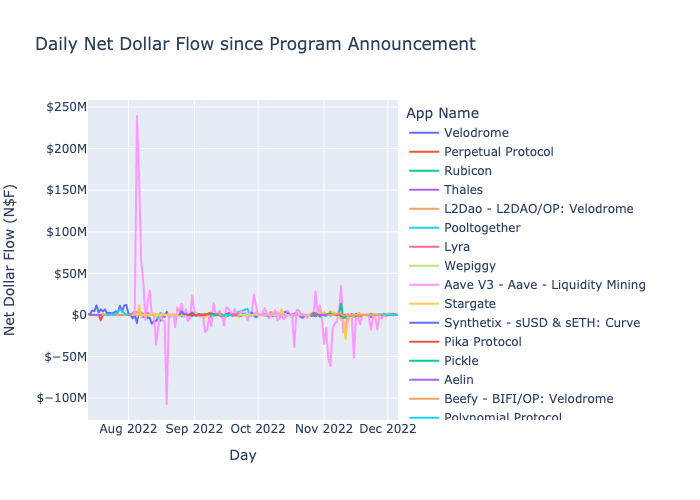 Daily Net Dollar Flow since Program Announcement
Net Dollar Flow (N$F)
$250M
$200M
$150M
$100M
$50M
$0
$−50M
$−100M
Aug 2022
Sep 2022
Oct 2022
Nov 2022
Dec 2022
Day
App Name
Velodrome
Perpetual Protocol
Rubicon
Thales
L2Dao - L2DAO/OP: Velodrome
Pooltogether
Lyra
Wepiggy
Aave V3 - Aave - Liquidity Mining
Stargate
Synthetix - sUSD & sETH: Curve
Pika Protocol
Pickle
Aelin
Beefy - BIFI/OP: Velodrome
Polynomial Protocol